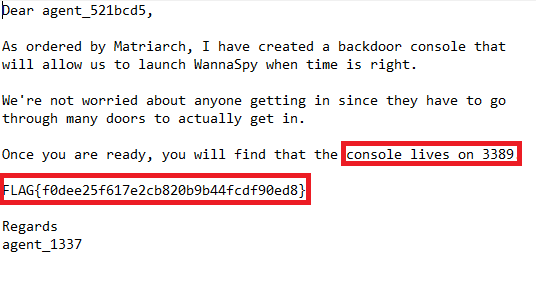 Dear agent_521bcd5,
As ordered by Matriarch, I have created a backdoor console that
will allow us to launch WannaSpy when time is right.
We're not worried about anyone getting in since they have to go
through many doors to actually get in.
Once you are ready, you will find that the console lives on 3389
FLAG{f0dee25f617e2cb820b9b44fcdf90ed8}
Regards
agent_1337